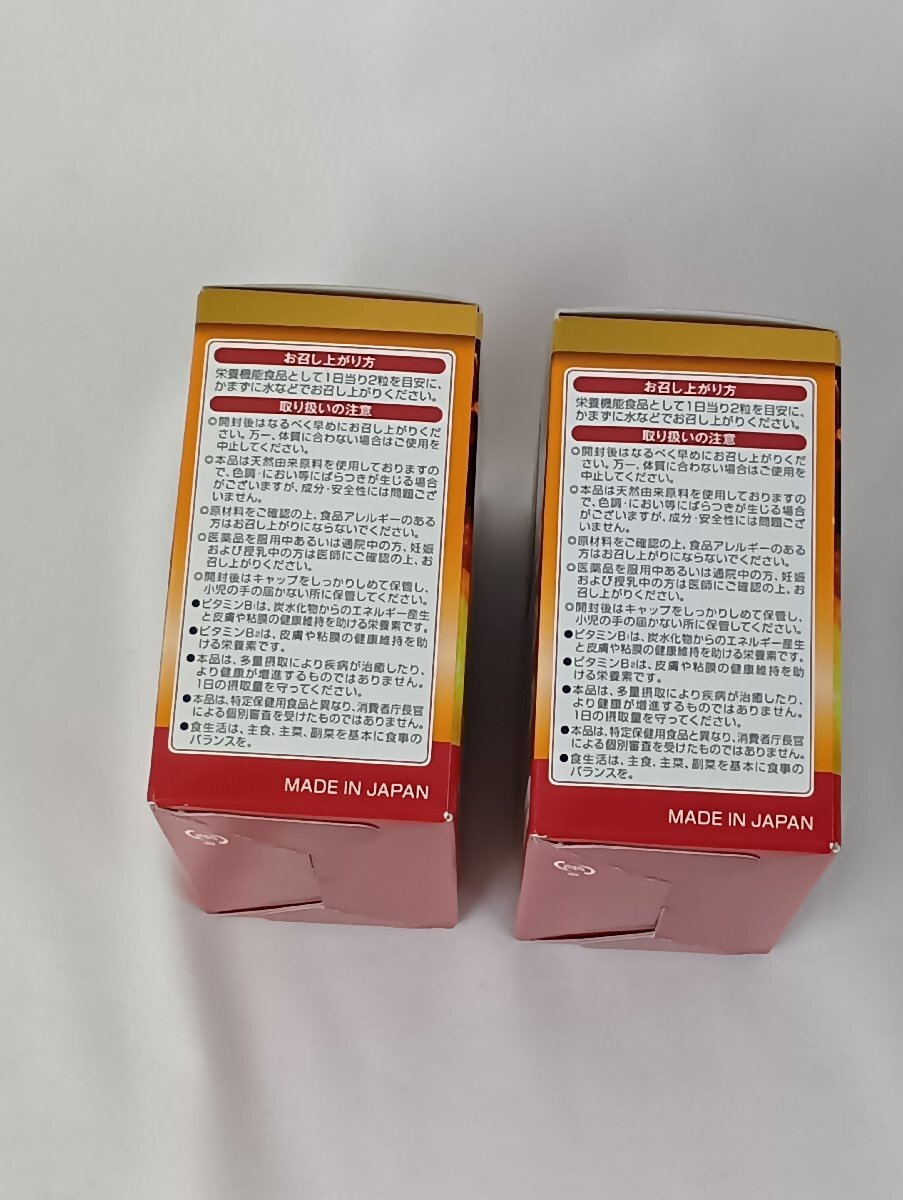 お召し上がり方
栄養機能食品として1日当り2粒を目安に、
かまずに水などでお召し上がりください。
取り扱いの注意
◎開封後はなるべく早めにお召し上がりくだ
さい。万一、体質に合わない場合はご使用を
中止してください。
◎本品は天然由来原料を使用しておりますの
で、色調・におい等にばらつきが生じる場合
がございますが、成分・安全性には問題ござ
いません。
◎原材料をご確認の上、食品アレルギーのある
方はお召し上がりにならないでください。
◎医薬品を服用中あるいは通院中の方、妊娠
および授乳中の方は医師にご確認の上、お
召し上がりください。
◎開封後はキャップをしっかりしめて保管し、
小児の手の届かない所に保管してください。
●ビタミンB1は、炭水化物からのエネルギー産生
と皮膚や粘膜の健康維持を助ける栄養素です。
●ビタミンB2は、皮膚や粘膜の健康維持を助
ける栄養素です。
●本品は、多量摂取により疾病が治癒したり、
より健康が増進するものではありません。
1日の摂取量を守ってください。
●本品は、特定保健用食品と異なり、消費者庁長官
による個別審査を受けたものではありません。
●食生活は、主食、主菜、副菜を基本に食事の
バランスを。
MADE IN JAPAN
お召し上がり方
栄養機能食品として1日当り2粒を目安に、
かまずに水などでお召し上がりください。
取り扱いの注意
◎開封後はなるべく早めにお召し上がりくだ
さい。万一、体質に合わない場合はご使用を
中止してください。
◎本品は天然由来原料を使用しておりますの
で、色調・におい等にばらつきが生じる場合
がございますが、成分・安全性には問題ござ
いません。
◎原材料をご確認の上、食品アレルギーのある
方はお召し上がりにならないでください。
◎医薬品を服用中あるいは通院中の方、妊娠
および授乳中の方は医師にご確認の上、お
召し上がりください。
◎開封後はキャップをしっかりしめて保管し、
小児の手の届かない所に保管してください。
●ビタミンB1は、炭水化物からのエネルギー産生
と皮膚や粘膜の健康維持を助ける栄養素です。
●ビタミンB2は、皮膚や粘膜の健康維持を助
ける栄養素です。
●本品は、多量摂取により疾病が治癒したり、
より健康が増進するものではありません。
1日の摂取量を守ってください。
●本品は、特定保健用食品と異なり、消費者庁長官
による個別審査を受けたものではありません。
●食生活は、主食、主菜、副菜を基本に食事の
バランスを。
MADE IN JAPAN